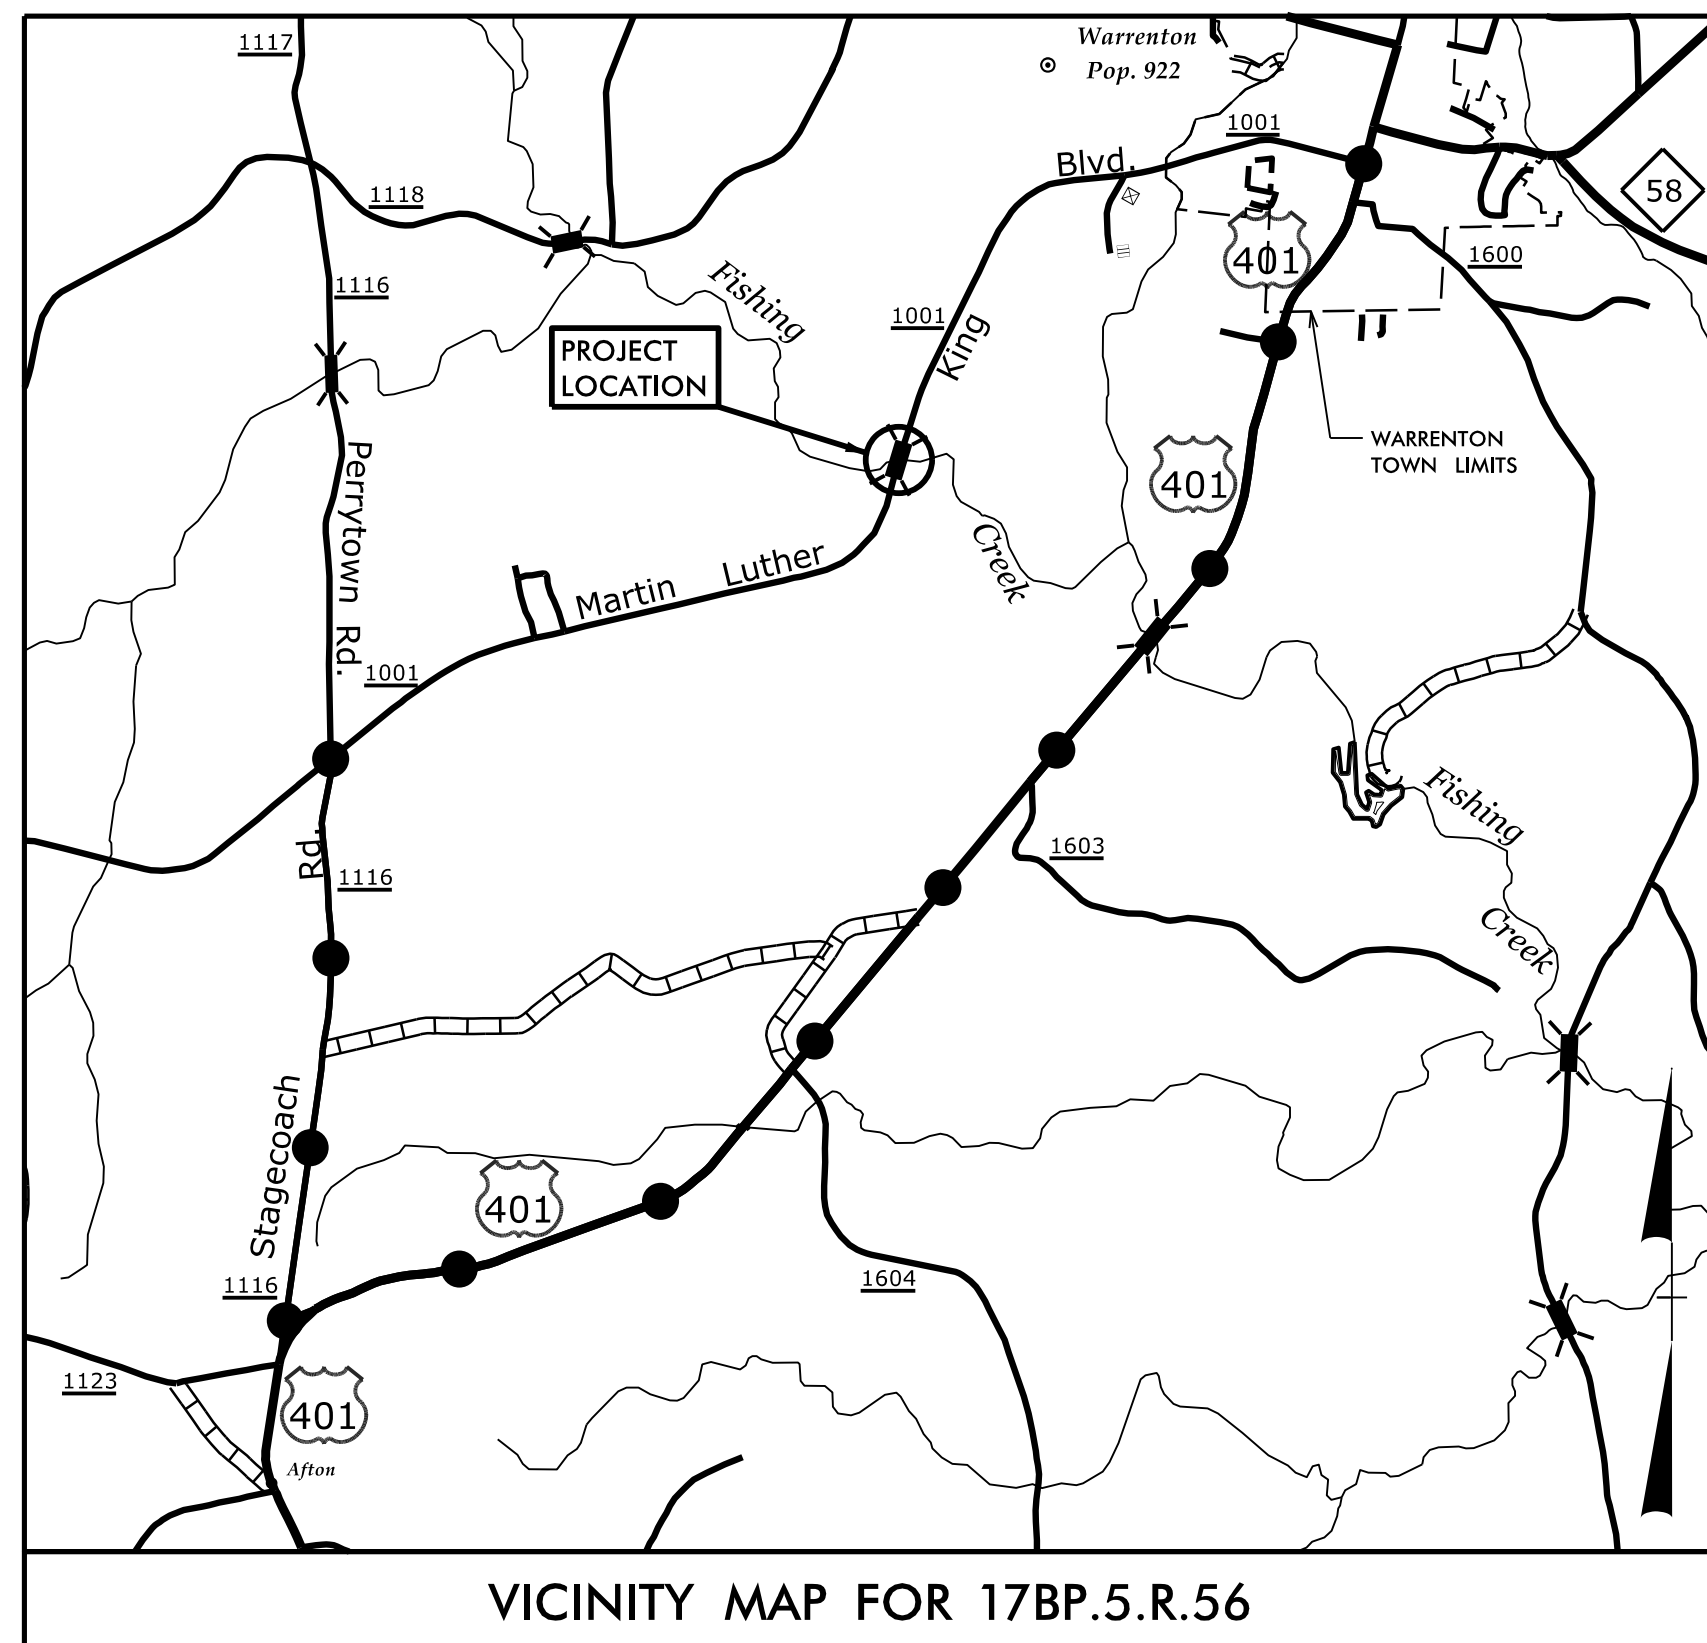 1117
Warrenton
Pop. 922
1001
Blvd.
58
1118
401
1600
Fishing
1116
1001
King
PROJECT
LOCATION
WARRENTON
TOWN LIMITS
401
Perrytown Rd.
Creek
Martin Luther
1001
Fishing
Rd.
1603
1116
Creek
Stagecoach
401
1116
1604
1123
401
Afton
VICINITY MAP FOR 17BP.5.R.56